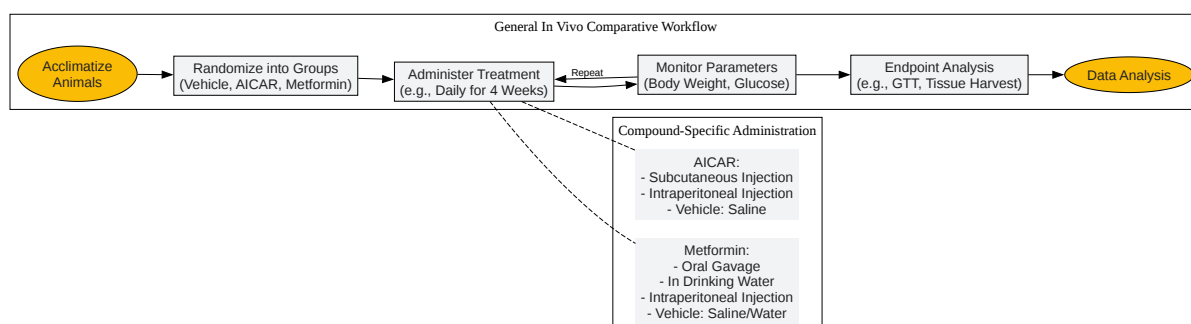 General In Vivo Comparative Workflow
Acclimatize
Animals
Randomize into Groups
(Vehicle, AICAR, Metformin)
Administer Treatment
(e.g., Daily for 4 Weeks)
Repeat
Monitor Parameters
(Body Weight, Glucose)
Endpoint Analysis
(e.g., GTT, Tissue Harvest)
Data Analysis
Compound-Specific Administration
AICAR:
- Subcutaneous Injection
- Intraperitoneal Injection
- Vehicle: Saline
Metformin:
- Oral Gavage
- In Drinking Water
- Intraperitoneal Injection
- Vehicle: Saline/Water